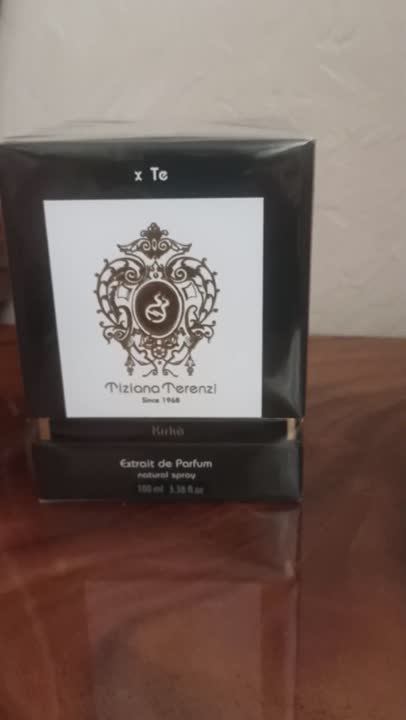 x Te
Tiziana Terenzi
Since 1968
Kirkè
Extrait de Parfum
natural spray
100 ml 3.38 fl oz